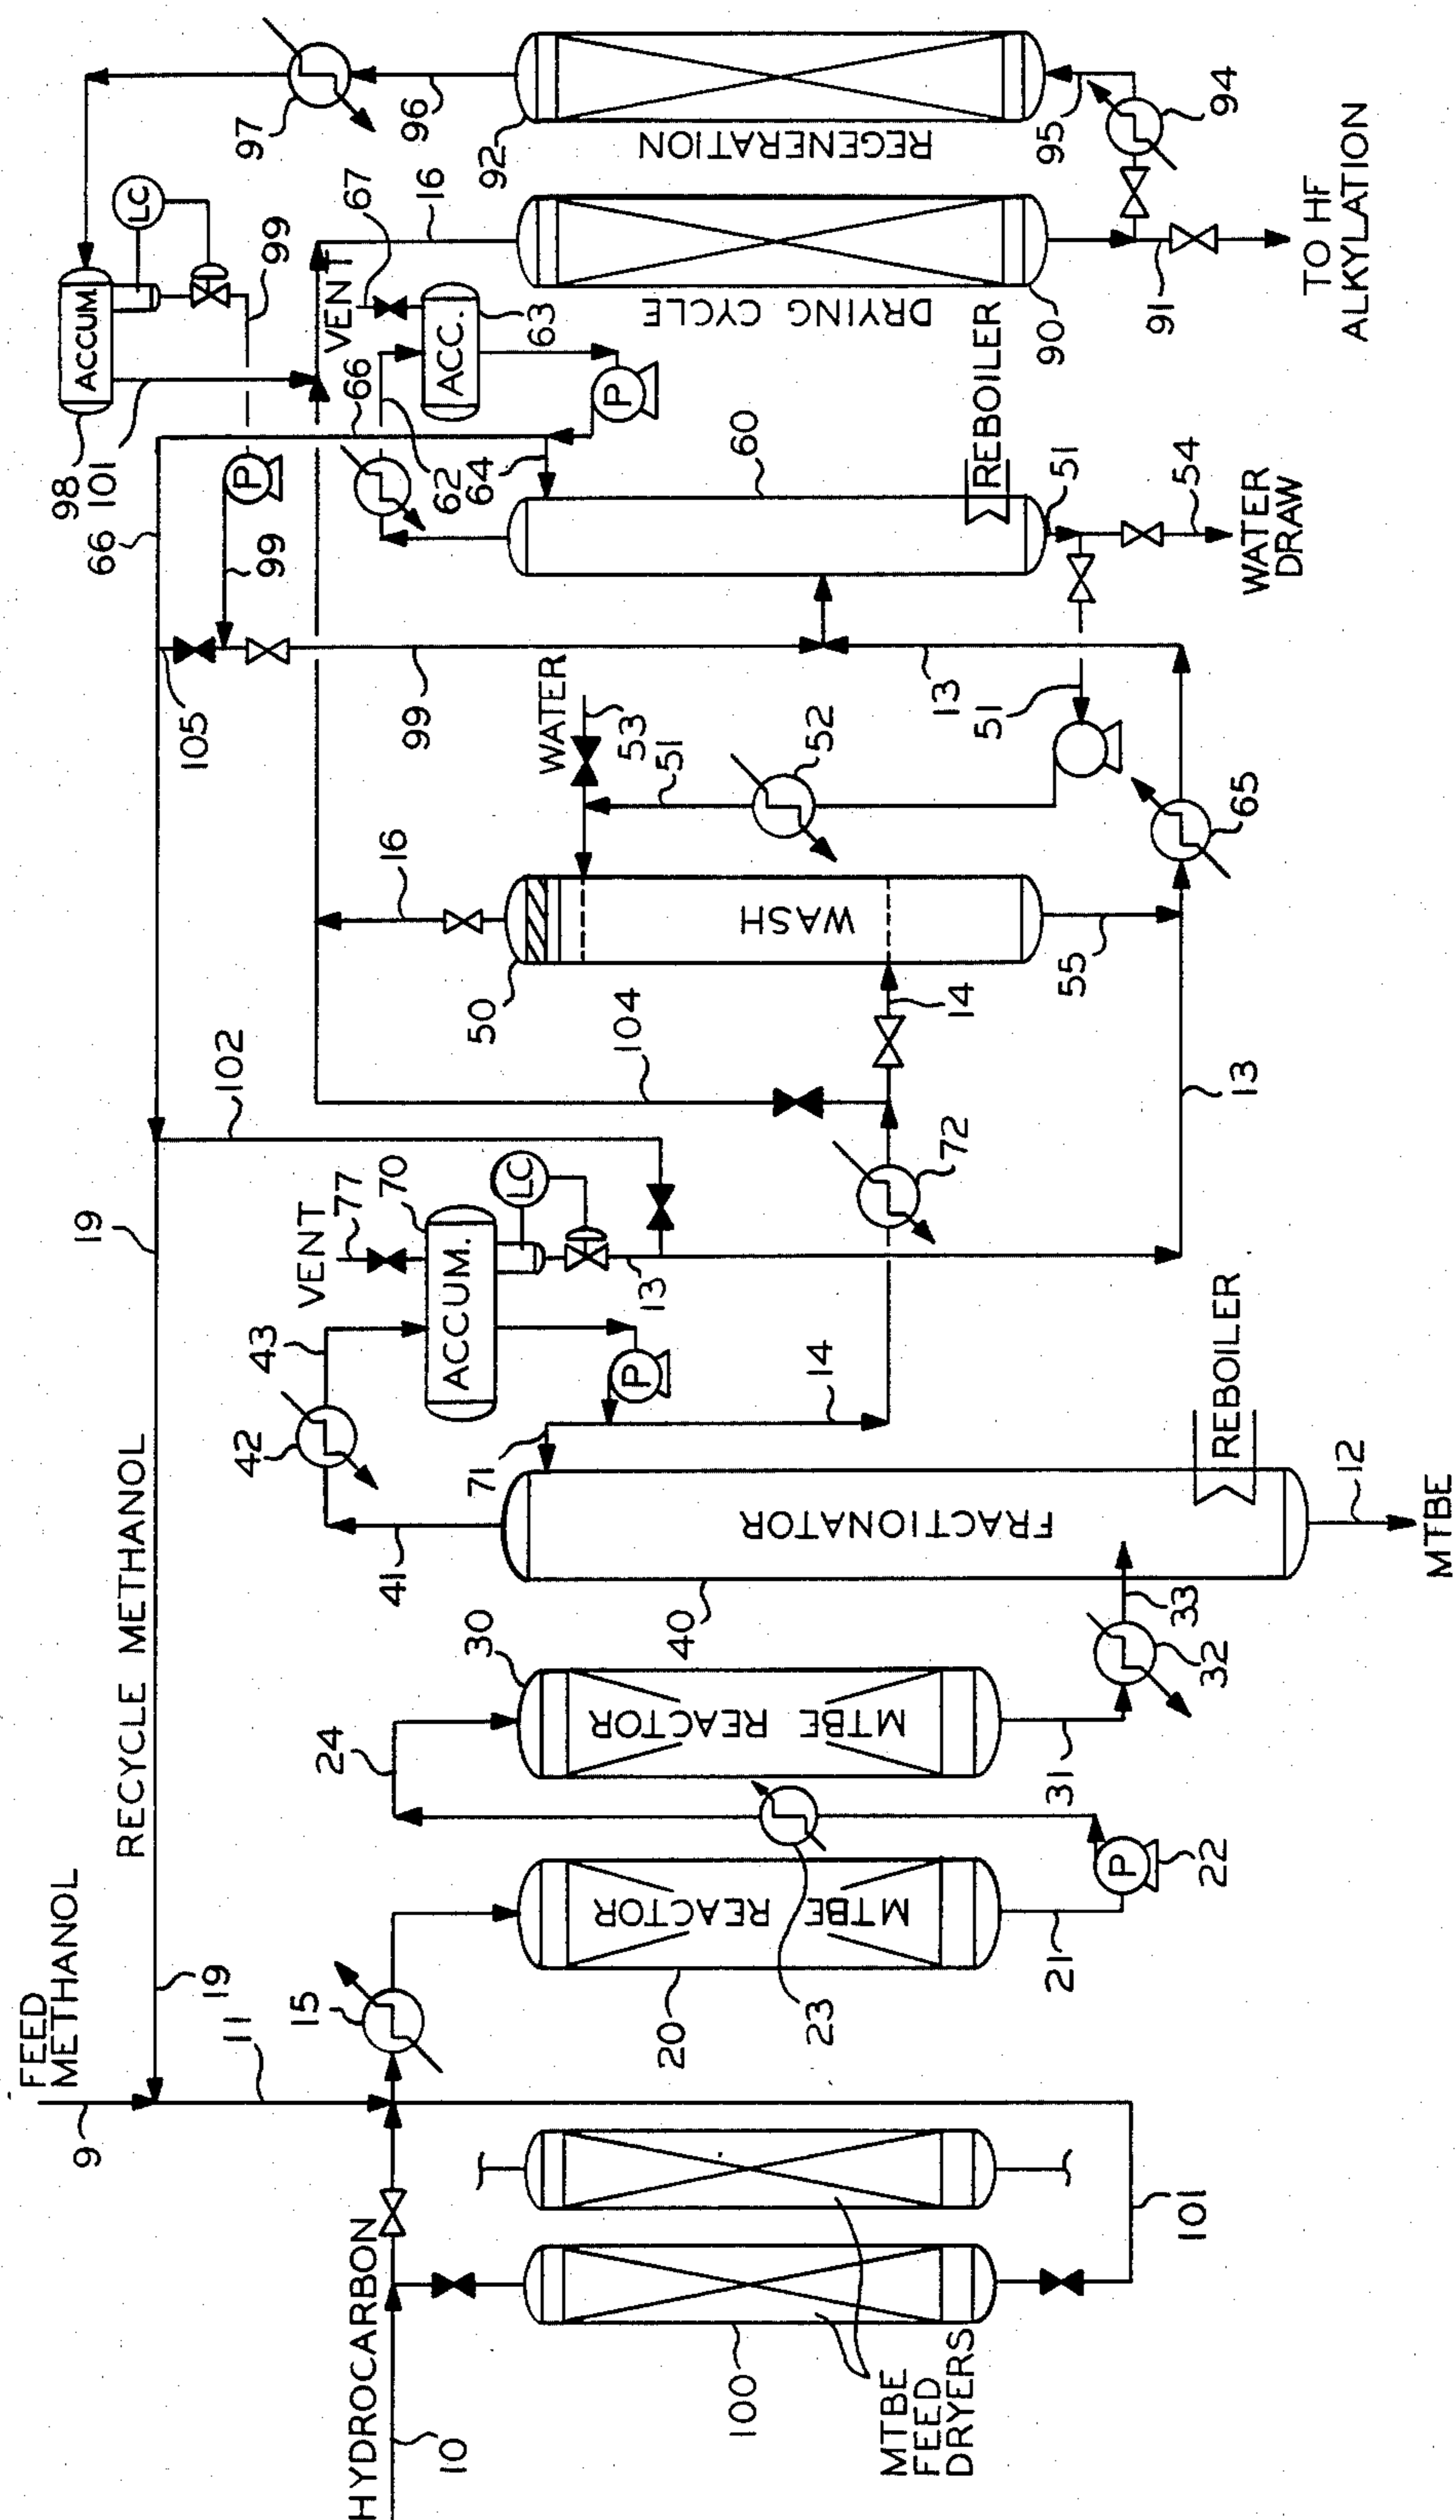 FEED
METHANOL
9
19
11
RECYCLE METHANOL
19
HYDROCARBON
10
15
100
MTBE
FEED
DRYERS
101
20
MTBE REACTOR
21
P
22
23
24
30
MTBE REACTOR
31
32
33
40
FRACTIONATOR
41
42
43
REBOILER
12
MTBE
71
P
14
VENT
77
70
ACCUM.
LC
13
102
72
104
14
50
WASH
16
55
13
WATER
53
51
52
65
51
13
99
105
66
99
P
60
REBOILER
51
54
WATER
DRAW
64
62
66
P
ACC.
63
VENT
67
98
101
ACCUM.
LC
99
16
90
DRYING CYCLE
91
TO HF
ALKYLATION
92
REGENERATION
94
95
96
97